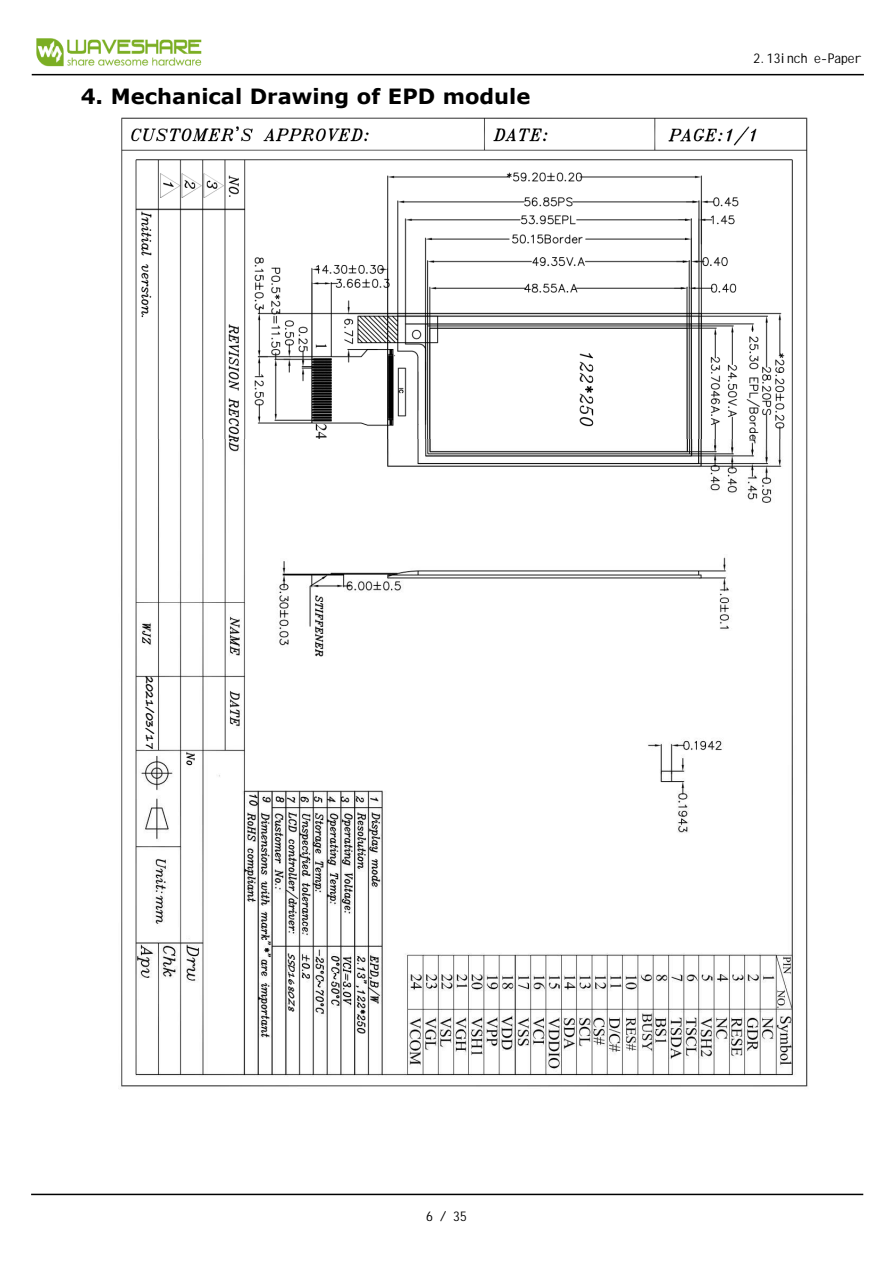 WAVESHARE
share awesome hardware
2.13inch e-Paper
4. Mechanical Drawing of EPD module
CUSTOMER'S APPROVED:
DATE:
PAGE:1/1
NO.
REVISION RECORD
NAME
DATE
3
2
1
Initial version.
WJZ
2021/03/17
*59.20±0.20
56.85PS
0.45
53.95EPL
1.45
50.15Border
49.35V.A
0.40
48.55A.A
0.40
14.30±0.30
3.66±0.3
8.15±0.3
P0.5*23=11.50
0.50
0.25
6.77
12.50
1
24
IC
122*250
*29.20±0.20
28.20PS
25.30 EPL/Border
24.50V.A
23.7046A.A
0.40
0.40
1.45
0.50
0.30±0.03
STIFFENER
6.00±0.5
1.0±0.1
0.1942
0.1943
No
Unit:mm
Drw
Chk
Apv
1 Display mode EPD,B/W
2 Resolution 2.13",122*250
3 Operating Voltage: VCI=3.0V
4 Operating Temp: 0°C~50°C
5 Storage Temp: -25°C~70°C
6 Unspecified tolerance: ±0.2
7 LCD controller/driver: SSD1680Z8
8 Customer No.:
9 Dimensions with mark"*" are important
10 RoHS compliant
PIN NO. Symbol
1 NC
2 GDR
3 RESE
4 NC
5 VSH2
6 TSCL
7 TSDA
8 BS1
9 BUSY
10 RES#
11 D/C#
12 CS#
13 SCL
14 SDA
15 VDDIO
16 VCI
17 VSS
18 VDD
19 VPP
20 VSH1
21 VGH
22 VSL
23 VGL
24 VCOM
6 / 35